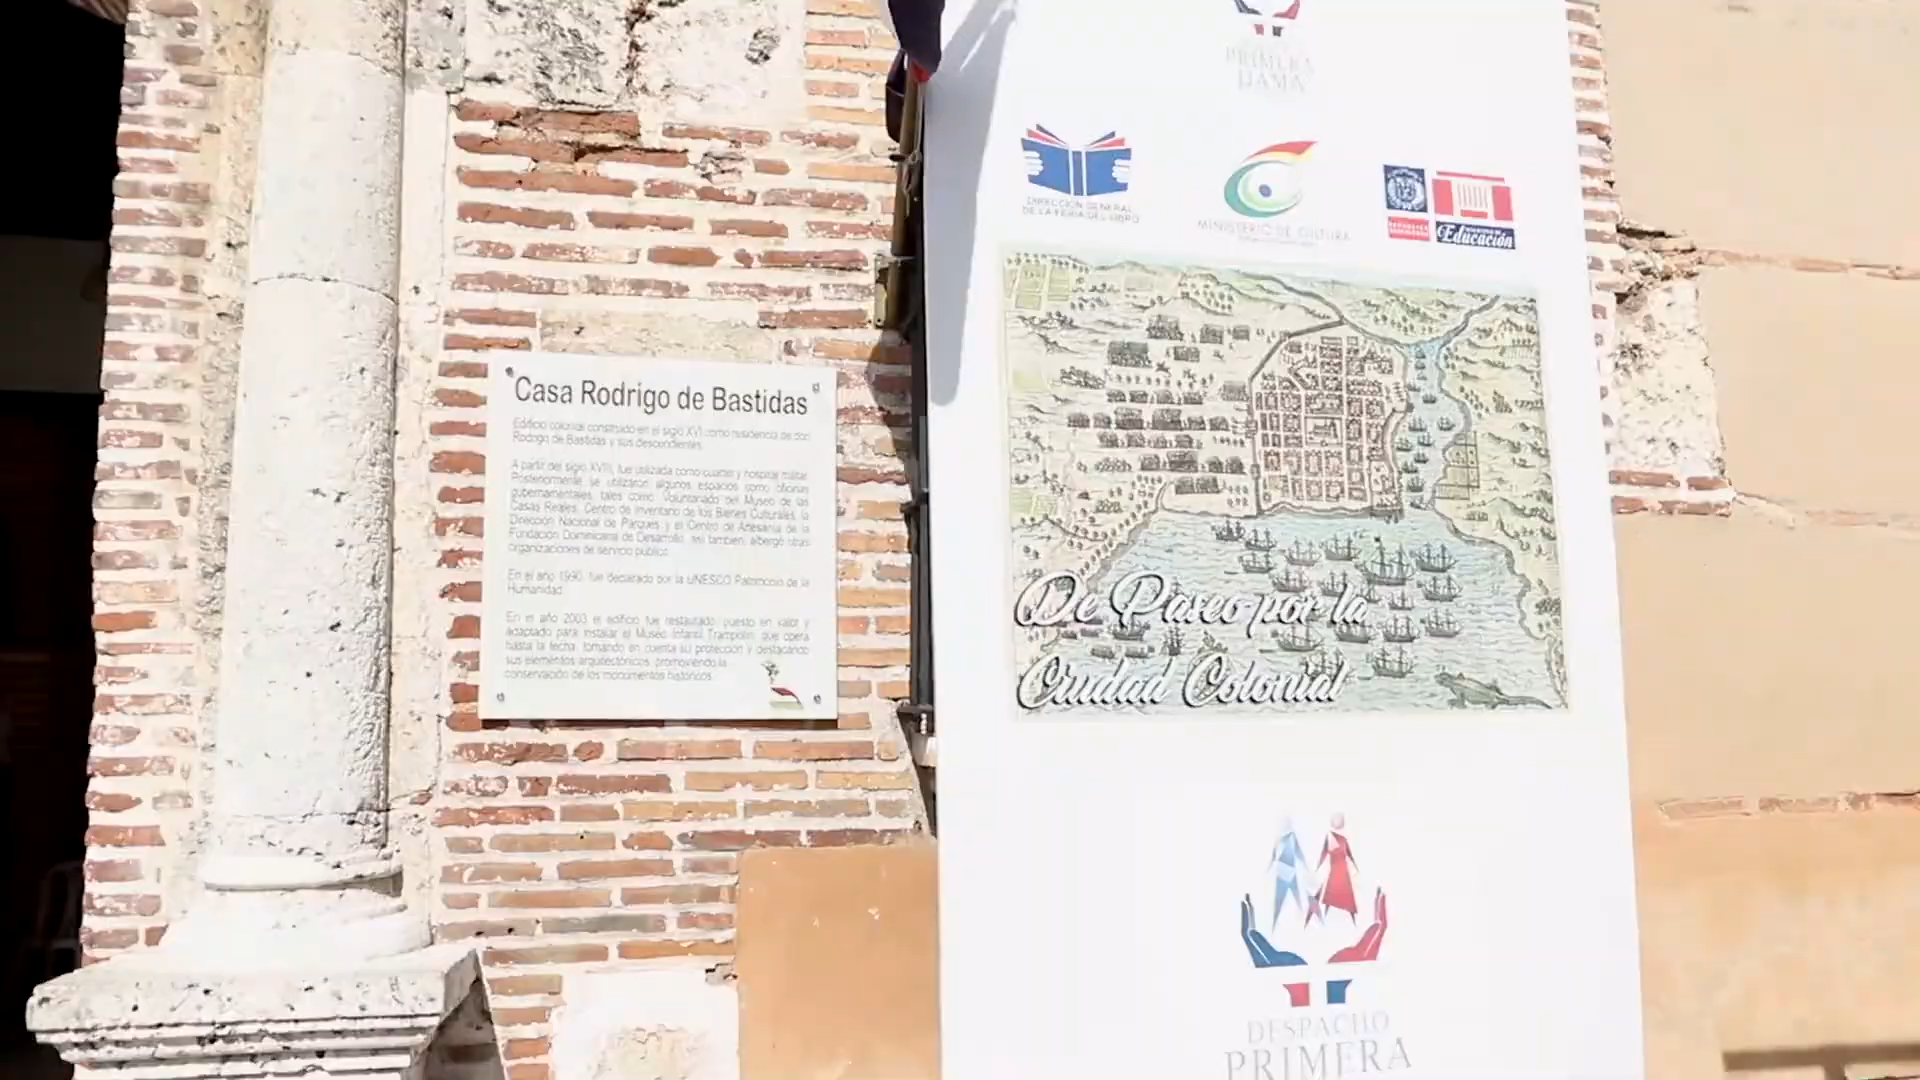 Casa Rodrigo de Bastidas
Edificio colonial construido en el siglo XVI como residencia de don
Rodrigo de Bastidas y sus descendientes.
A partir del siglo XVIII, fue utilizada como cuartel y hospital militar.
Posteriormente se utilizaron algunos espacios como oficinas
gubernamentales, tales como: Voluntariado del Museo de las
Casas Reales, Centro de Inventario de los Bienes Culturales, la
Dirección Nacional de Parques y el Centro de Artesanía de la
Fundación Dominicana de Desarrollo, así también, albergó otras
organizaciones de servicio público.
En el año 1990, fue declarado por la UNESCO Patrimonio de la
Humanidad.
En el año 2003 el edificio fue restaurado, puesto en valor y
adaptado para instalar el Museo Infantil Trampolín, que opera
hasta la fecha, tomando en cuenta su protección y destacando
sus elementos arquitectónicos, promoviendo la
conservación de los monumentos históricos.
PRIMERA
DAMA
DIRECCIÓN GENERAL
DE LA FERIA DEL LIBRO
MINISTERIO DE CULTURA
Educación
De Paseo por la
Ciudad Colonial
DESPACHO
PRIMERA